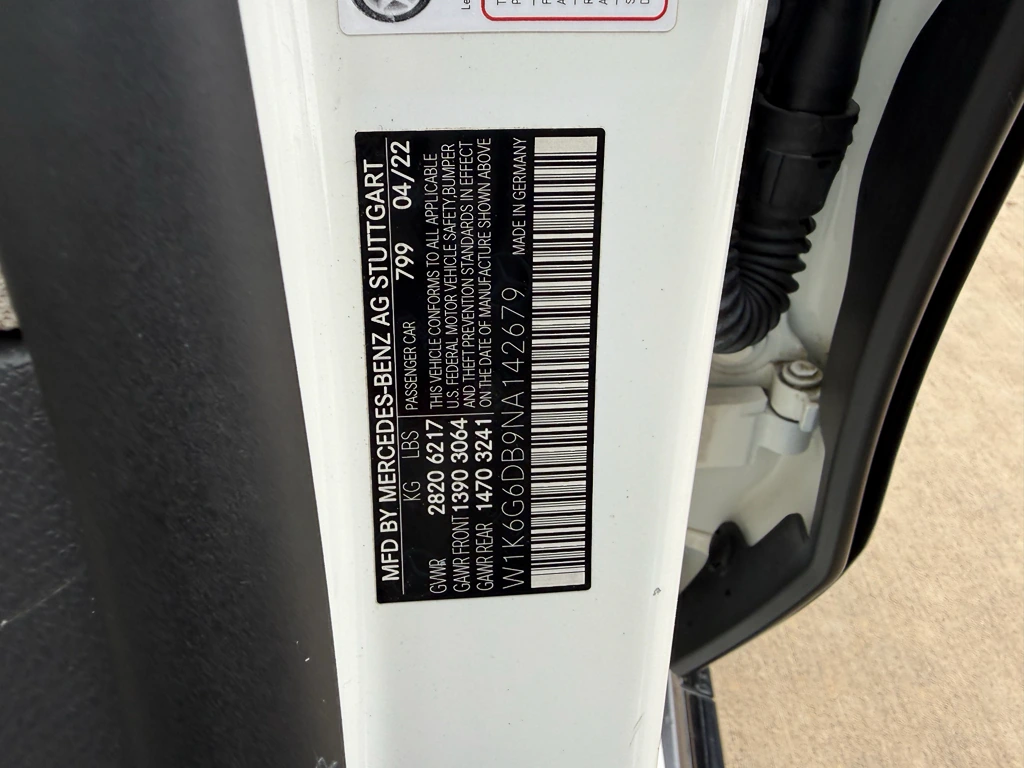 MFD BY MERCEDES-BENZ AG STUTTGART
KG LBS PASSENGER CAR 799 04/22
GVWR 2820 6217
GAWR FRONT 1390 3064
GAWR REAR 1470 3241
THIS VEHICLE CONFORMS TO ALL APPLICABLE
U.S. FEDERAL MOTOR VEHICLE SAFETY,BUMPER
AND THEFT PREVENTION STANDARDS IN EFFECT
ON THE DATE OF MANUFACTURE SHOWN ABOVE
W1K6G6DB9NA142679 MADE IN GERMANY